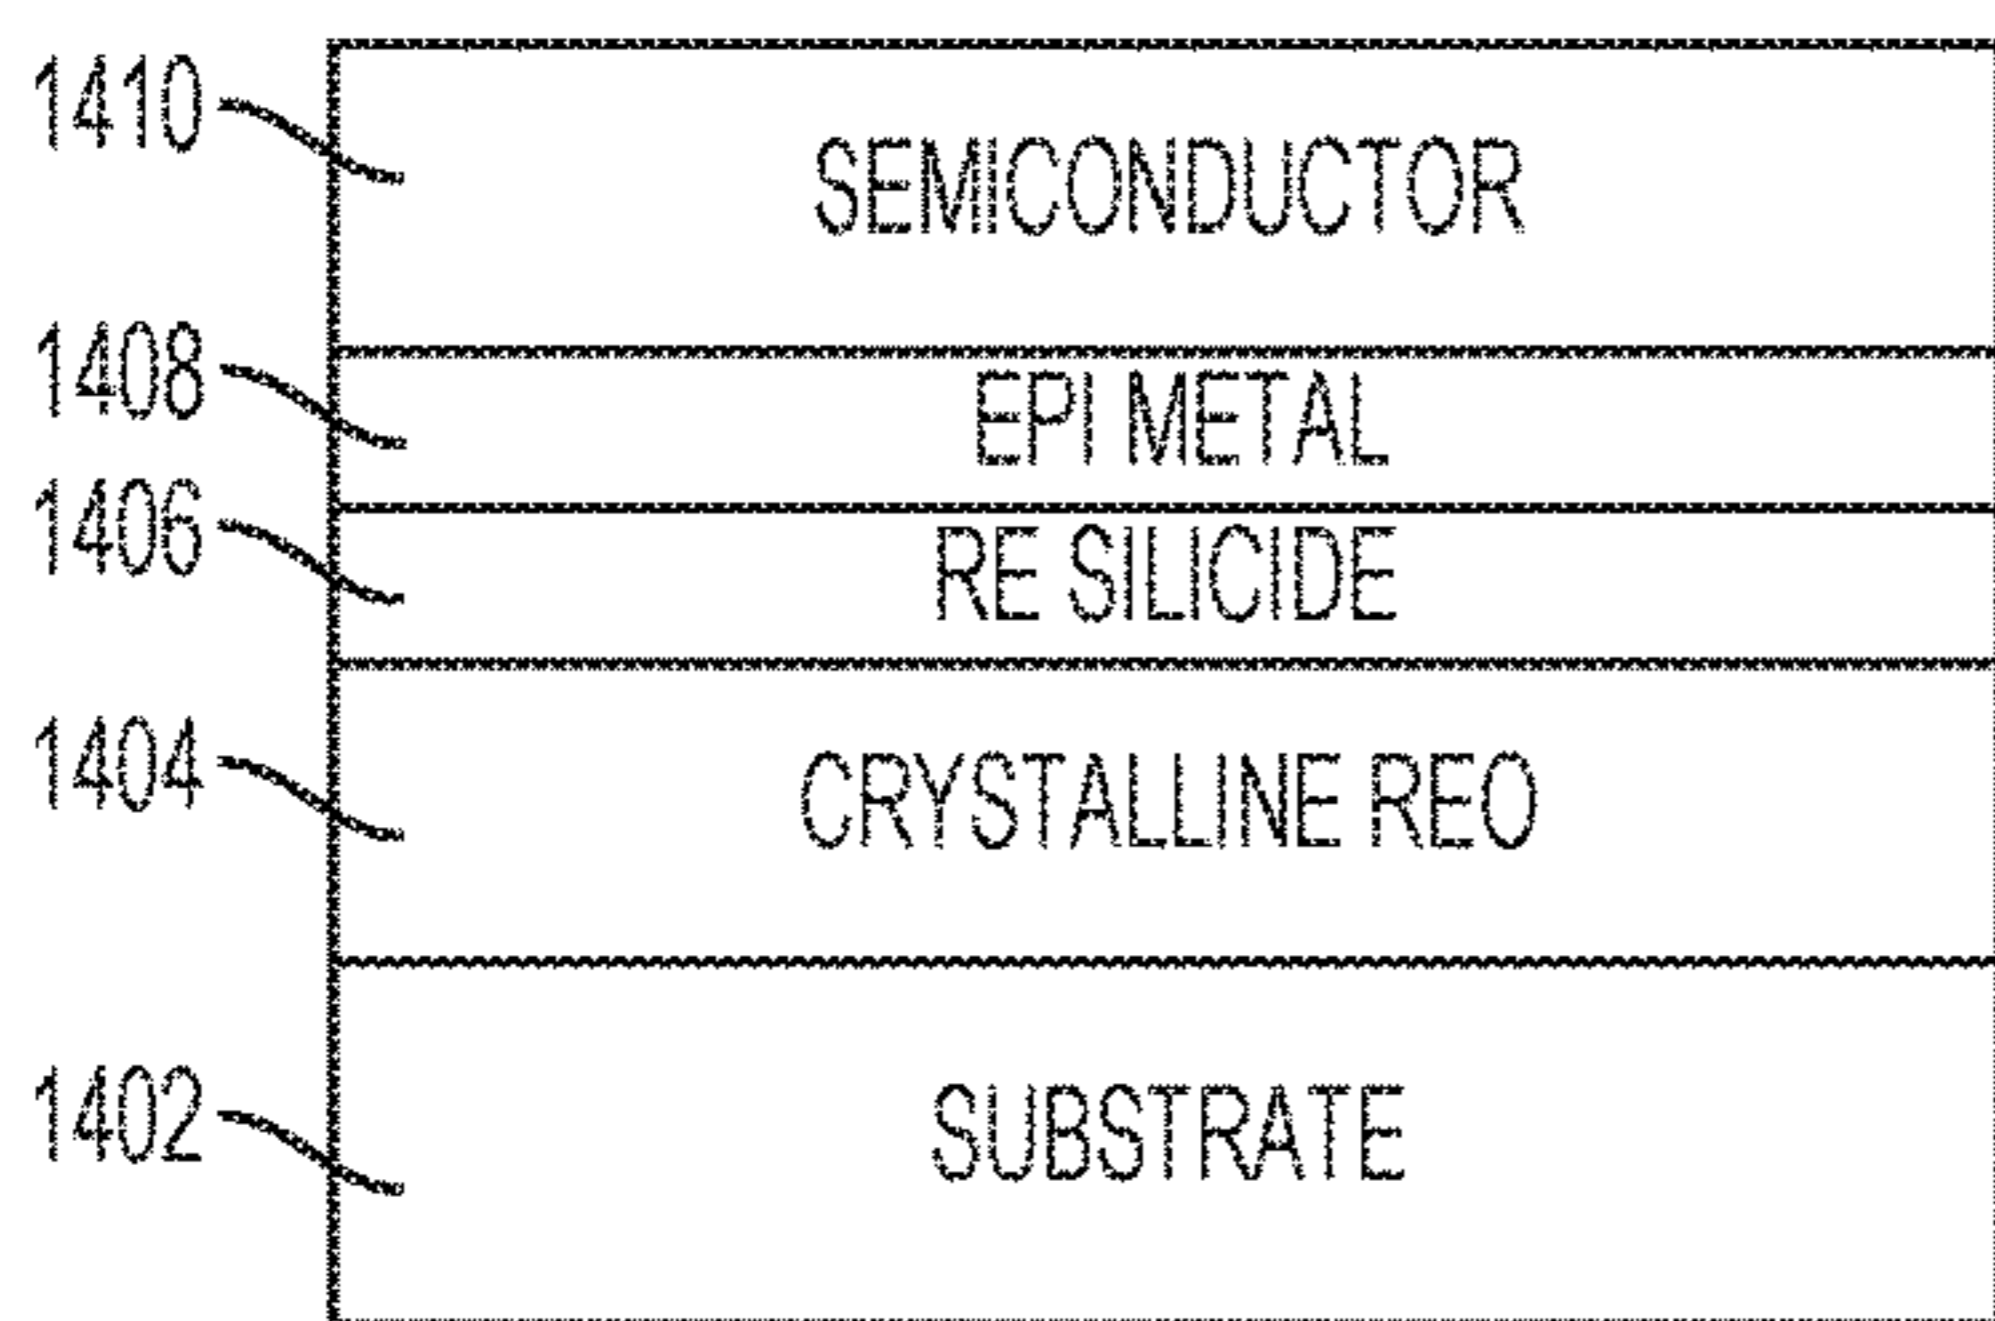 1410
SEMICONDUCTOR
1408
EPI METAL
1406
RE SILICIDE
1404
CRYSTALLINE REO
1402
SUBSTRATE